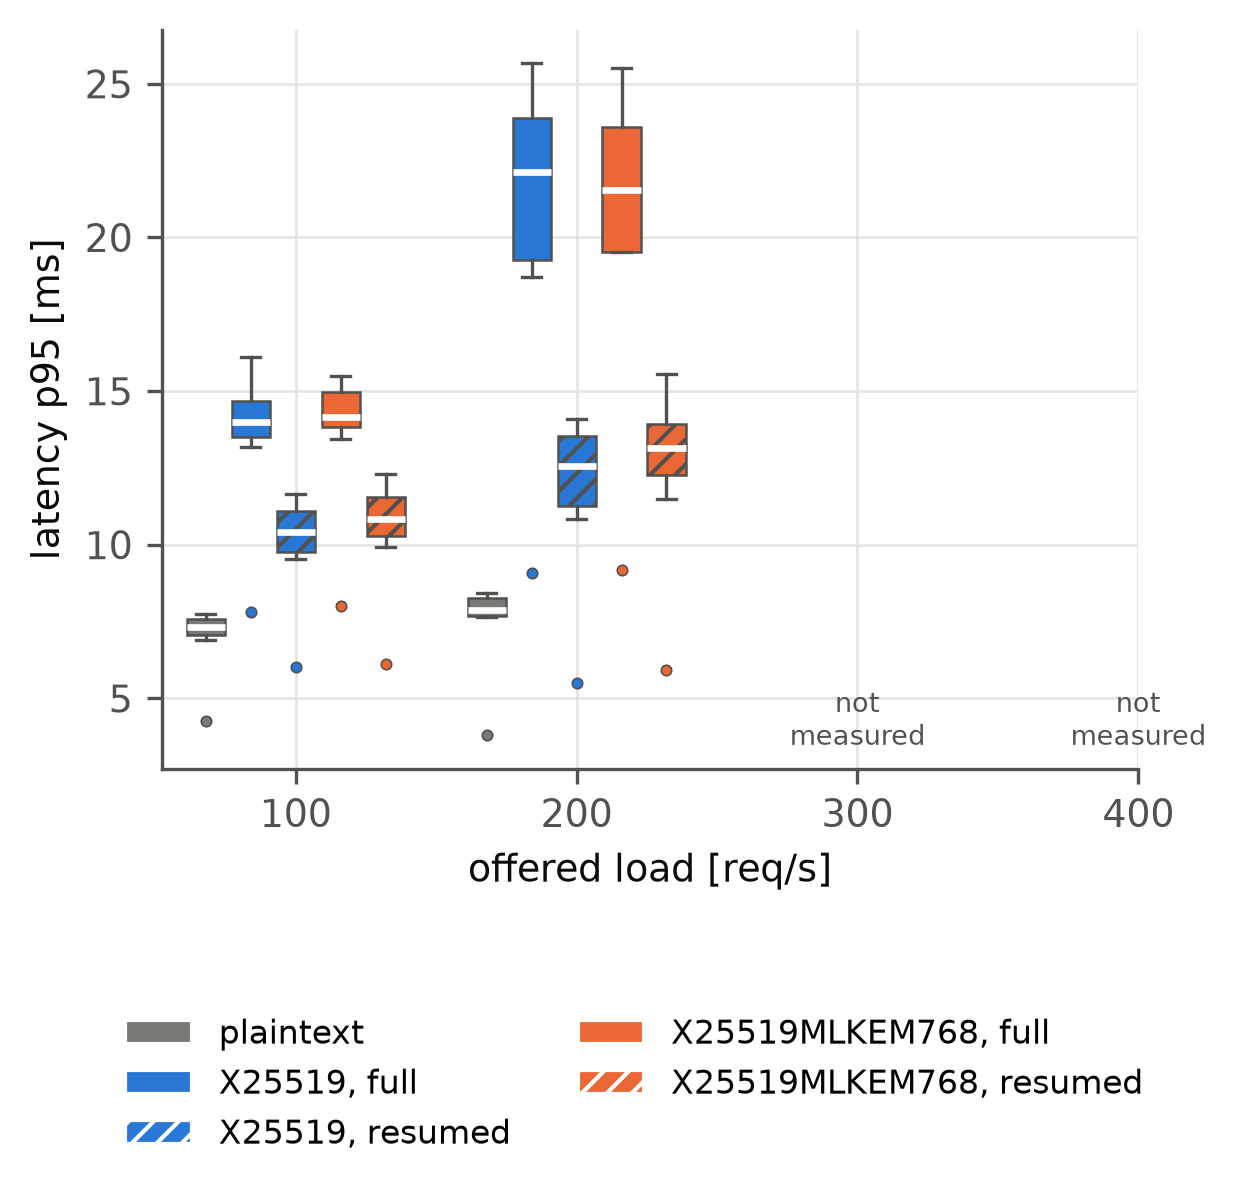 25
20
15
10
5
latency p95 [ms]
not
measured
not
measured
100
200
300
400
offered load [req/s]
plaintext
X25519, full
X25519, resumed
X25519MLKEM768, full
X25519MLKEM768, resumed